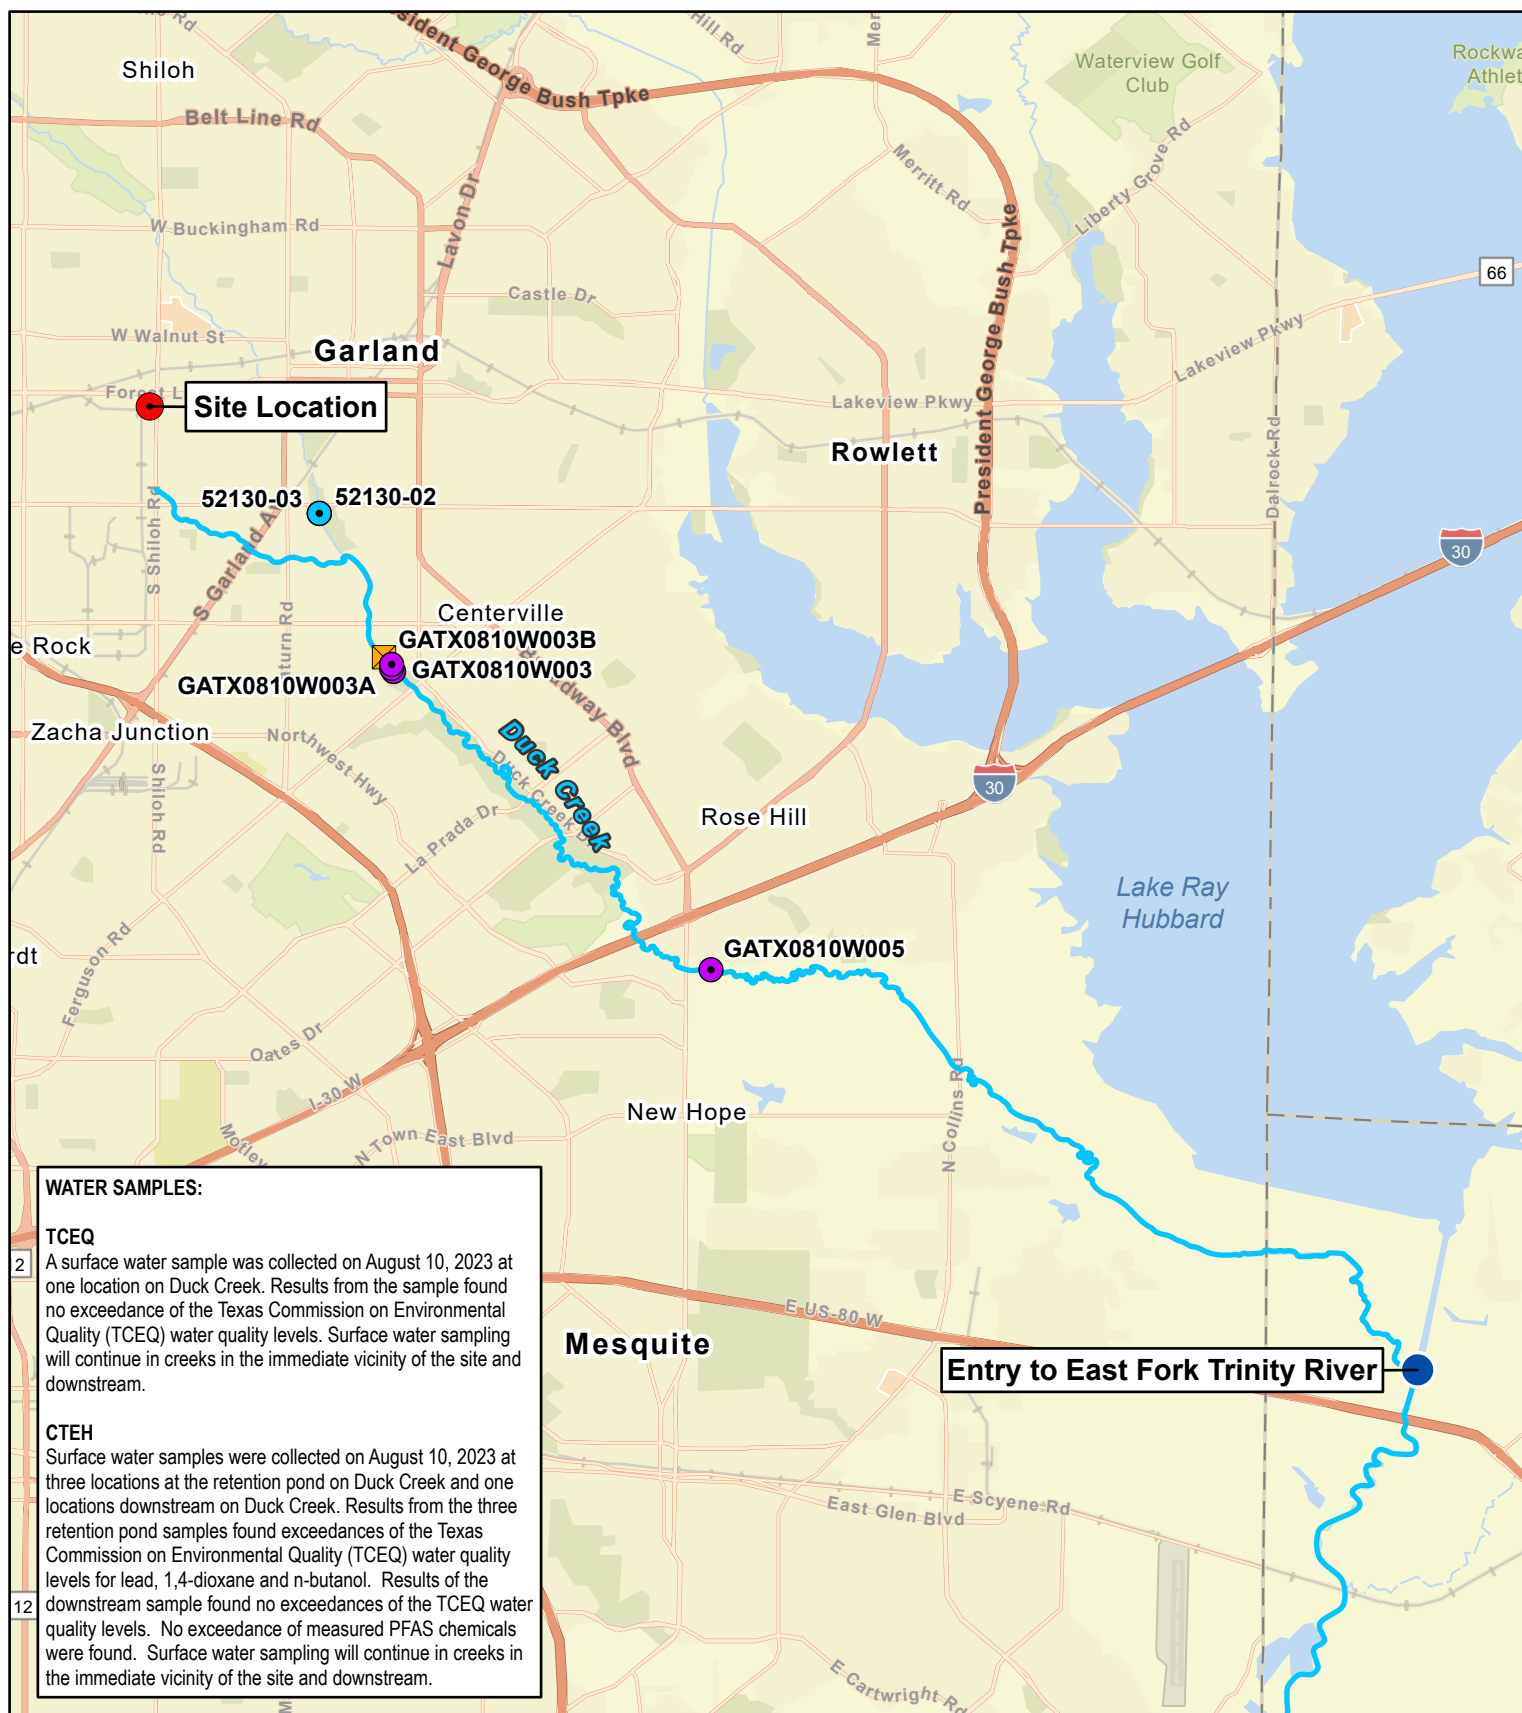 Shiloh
Belt Line Rd
President George Bush Tpke
Hill Rd
Waterview Golf
Club
Merritt Rd
Liberty Grove Rd
W Buckingham Rd
Lavon Dr
Castle Dr
66
W Walnut St
Garland
President George Bush Tpke
Lakeview Pkwy
Site Location
Lakeview Pkwy
Rowlett
Dalrock Rd
52130-03
52130-02
S Shiloh Rd
30
Centerville
GATX0810W003B
GATX0810W003
GATX0810W003A
Zacha Junction
Shiloh Rd
Northwest Hwy
Duck Creek
La Prada Dr
30
Rose Hill
Lake Ray
Hubbard
Ferguson Rd
GATX0810W005
Oates Dr
I-30 W
New Hope
N Town East Blvd
N Collins Rd
WATER SAMPLES:
TCEQ
A surface water sample was collected on August 10, 2023 at
one location on Duck Creek. Results from the sample found
no exceedance of the Texas Commission on Environmental
Quality (TCEQ) water quality levels. Surface water sampling
will continue in creeks in the immediate vicinity of the site and
downstream.
CTEH
Surface water samples were collected on August 10, 2023 at
three locations at the retention pond on Duck Creek and one
locations downstream on Duck Creek. Results from the three
retention pond samples found exceedances of the Texas
Commission on Environmental Quality (TCEQ) water quality
levels for lead, 1,4-dioxane and n-butanol. Results of the
downstream sample found no exceedances of the TCEQ water
quality levels. No exceedance of measured PFAS chemicals
were found. Surface water sampling will continue in creeks in
the immediate vicinity of the site and downstream.
12
E US-80 W
Mesquite
Entry to East Fork Trinity River
E Scyene Rd
East Glen Blvd
E Cartwright Rd